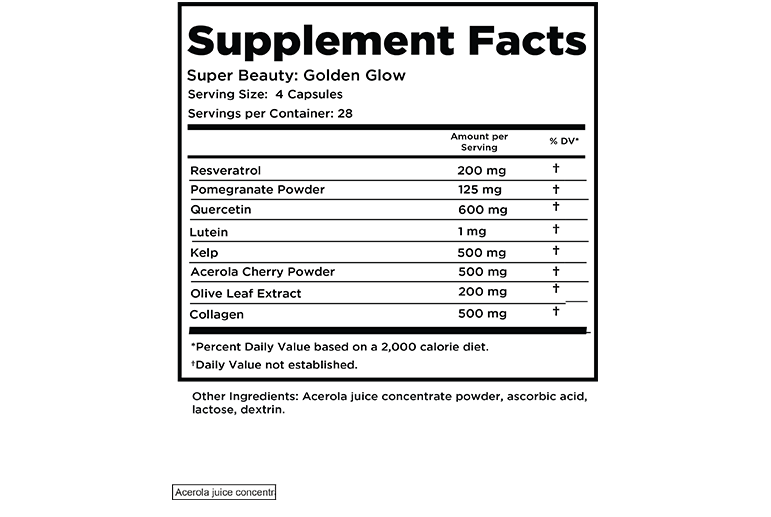 Supplement Facts
Super Beauty: Golden Glow
Serving Size: 4 Capsules
Servings per Container: 28
Amount per Serving % DV*
Resveratrol 200 mg †
Pomegranate Powder 125 mg †
Quercetin 600 mg †
Lutein 1 mg †
Kelp 500 mg †
Acerola Cherry Powder 500 mg †
Olive Leaf Extract 200 mg †
Collagen 500 mg †
*Percent Daily Value based on a 2,000 calorie diet.
†Daily Value not established.
Other Ingredients: Acerola juice concentrate powder, ascorbic acid,
lactose, dextrin.
Acerola juice concentr